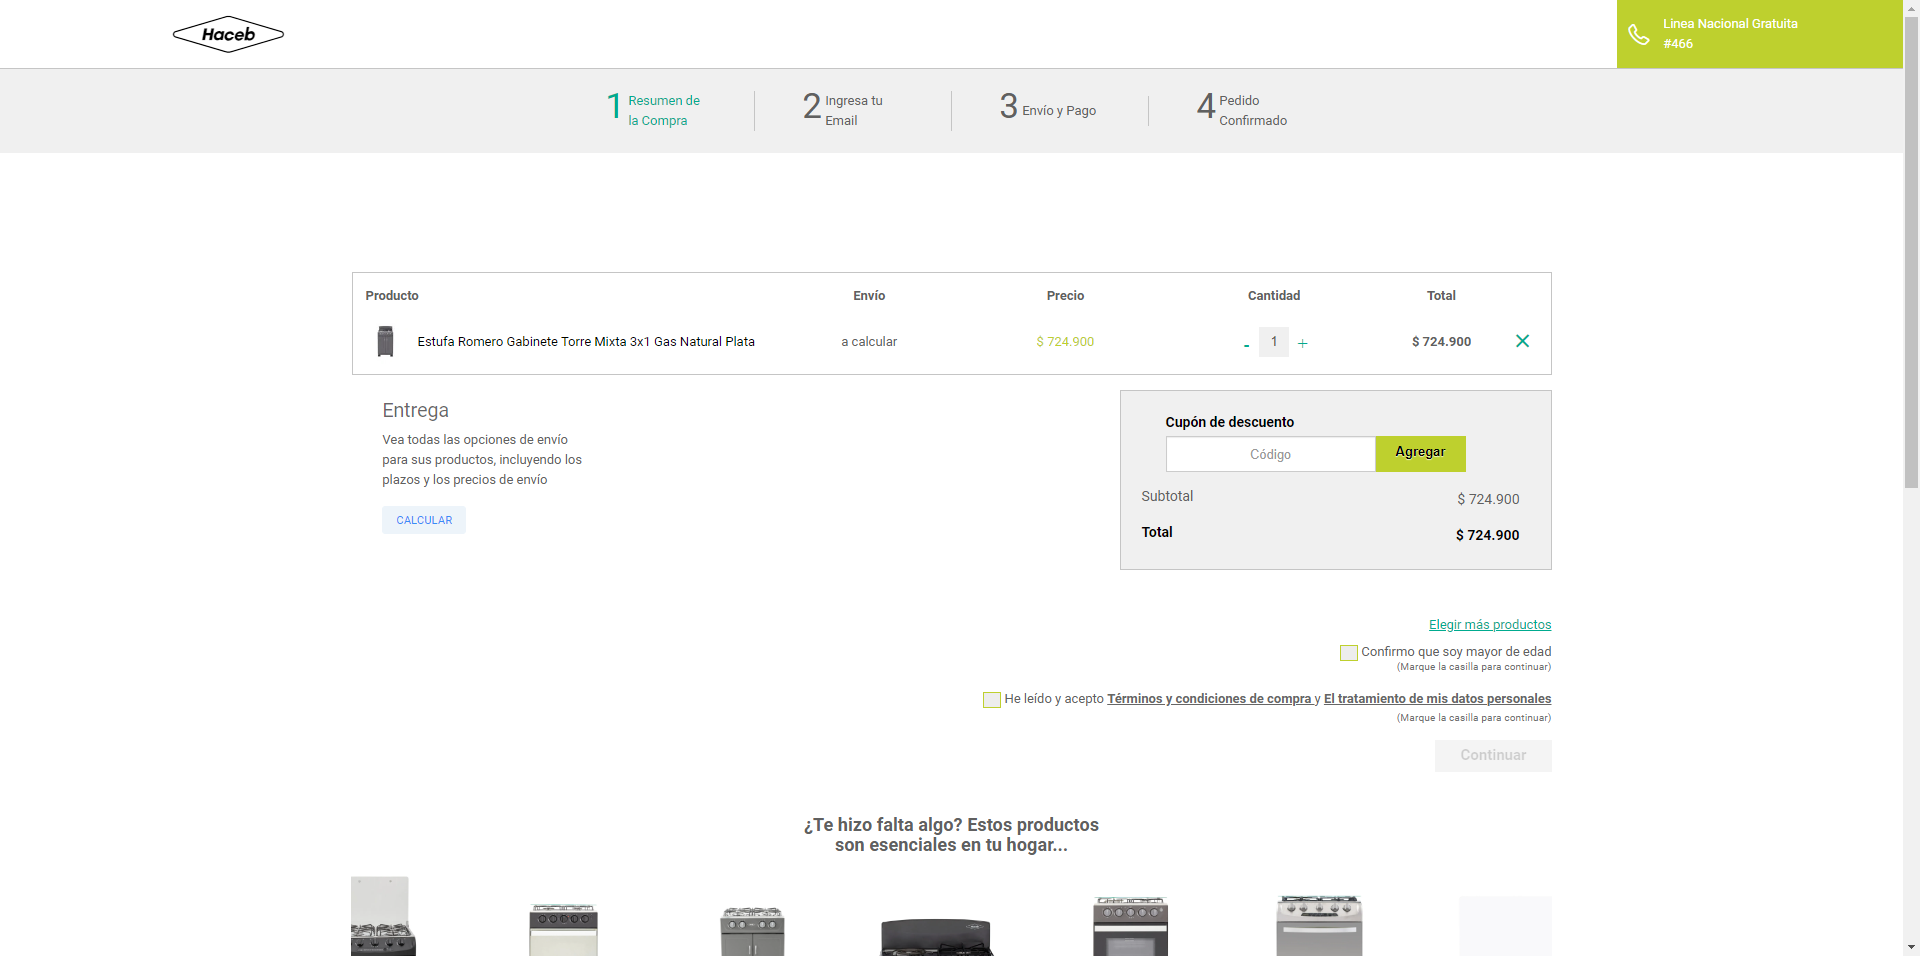 Haceb
Linea Nacional Gratuita
#466
1 Resumen de la Compra
2 Ingresa tu Email
3 Envío y Pago
4 Pedido Confirmado
Producto Envío Precio Cantidad Total
Estufa Romero Gabinete Torre Mixta 3x1 Gas Natural Plata a calcular $ 724.900 - 1 + $ 724.900
Entrega
Vea todas las opciones de envío
para sus productos, incluyendo los
plazos y los precios de envío
CALCULAR
Cupón de descuento
Código Agregar
Subtotal $ 724.900
Total $ 724.900
Elegir más productos
Confirmo que soy mayor de edad
(Marque la casilla para continuar)
He leído y acepto Términos y condiciones de compra y El tratamiento de mis datos personales
(Marque la casilla para continuar)
Continuar
¿Te hizo falta algo? Estos productos
son esenciales en tu hogar...